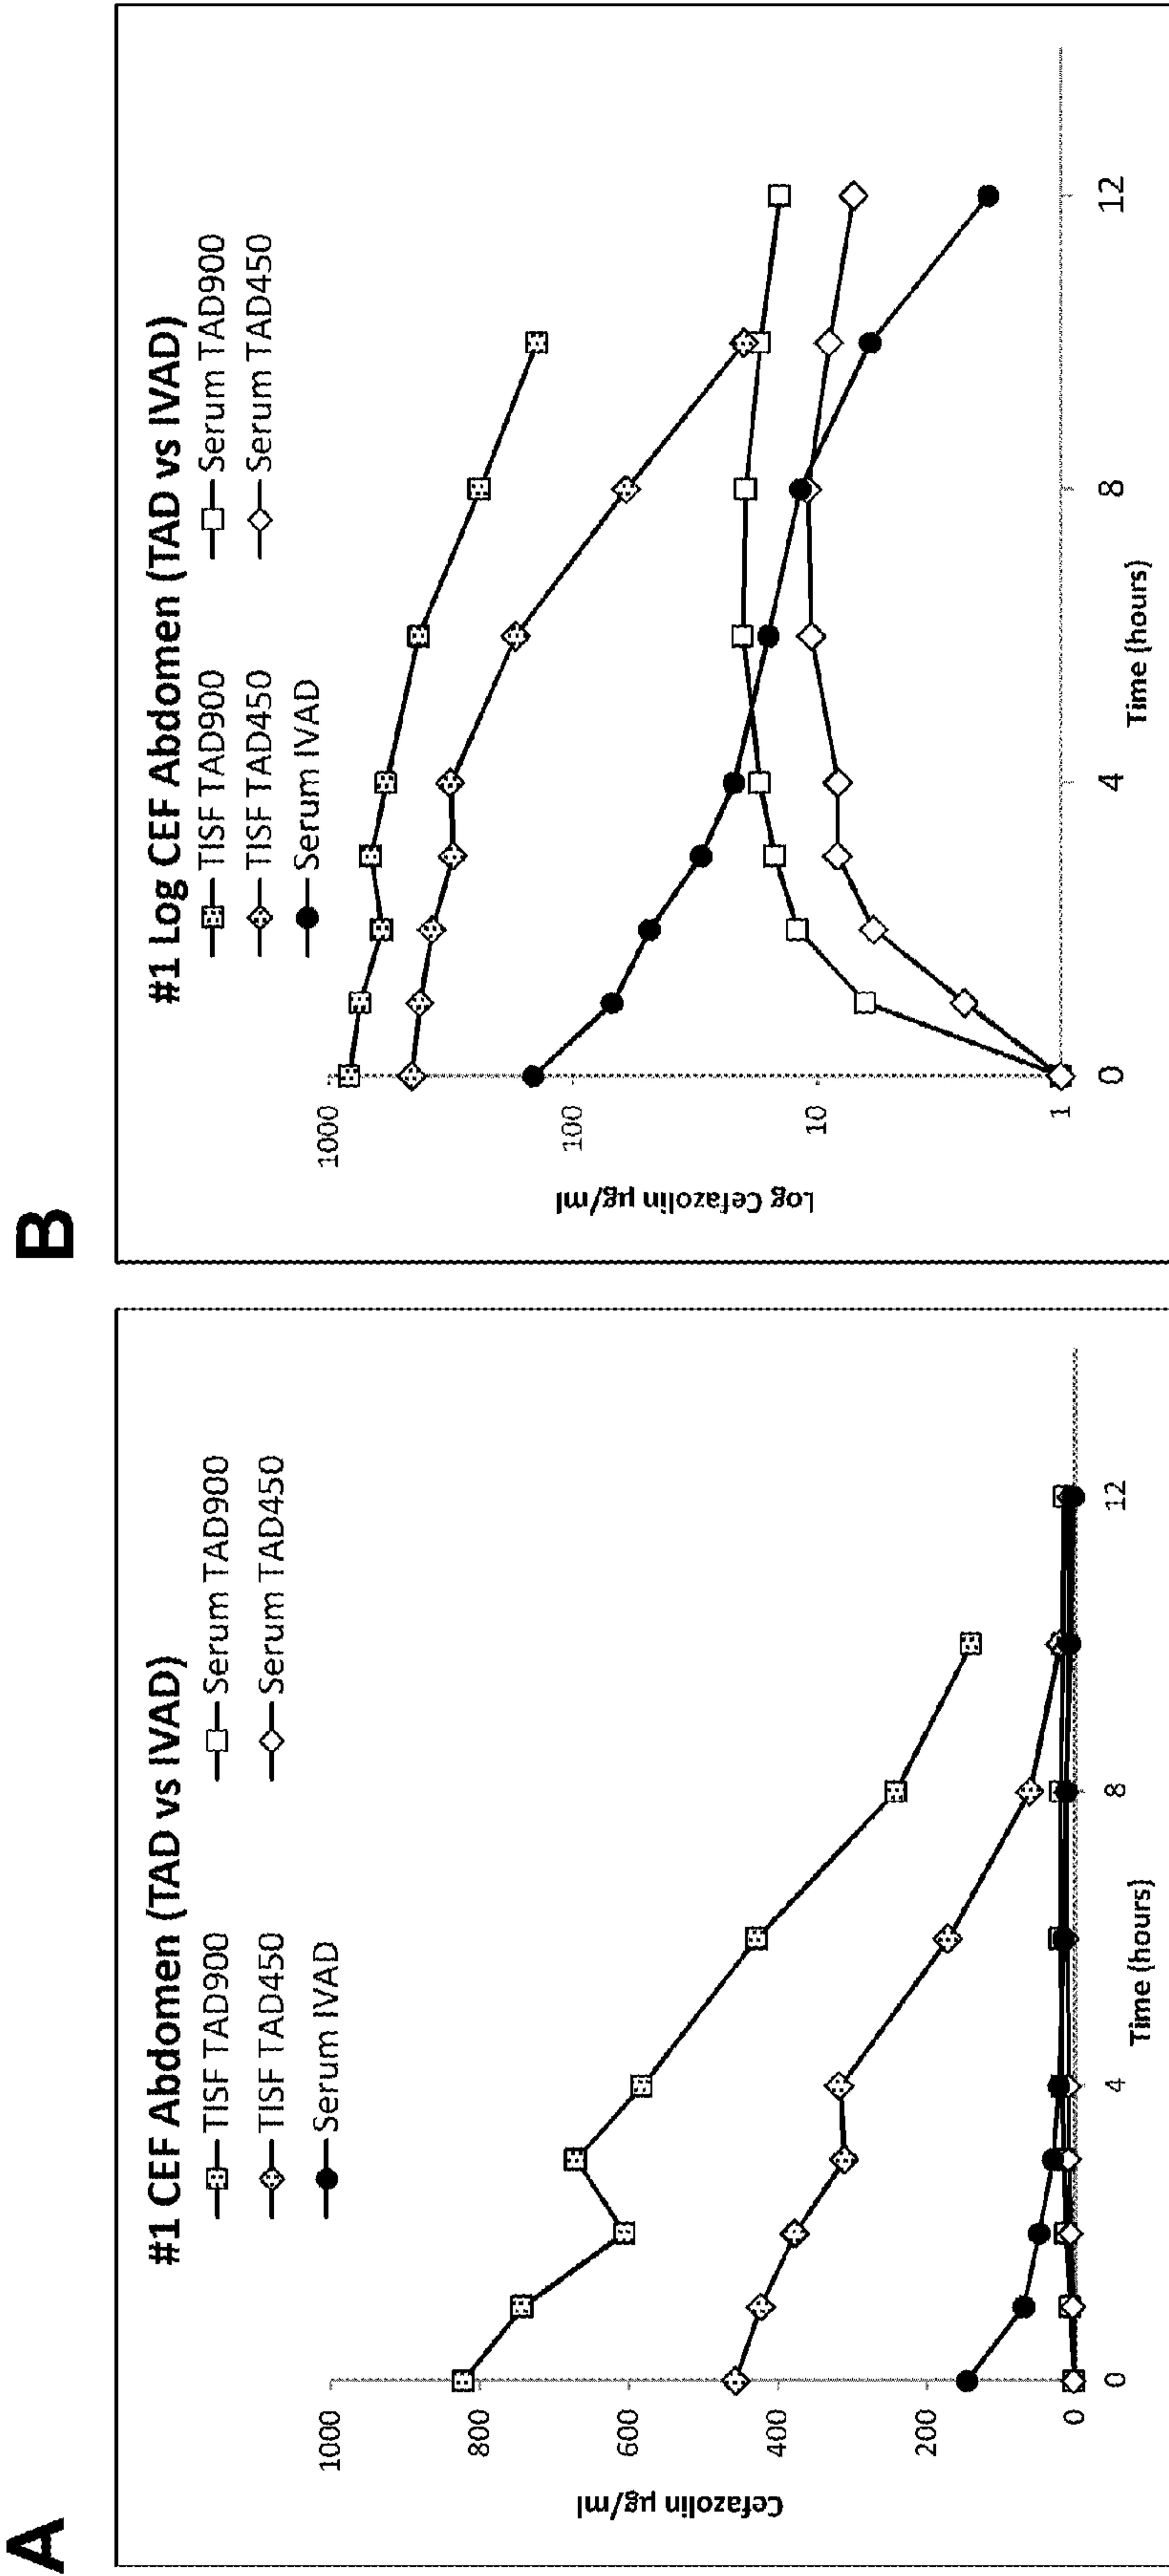 A
#1 CEF Abdomen (TAD vs IVAD)
TISF TAD900
Serum TAD900
TISF TAD450
Serum TAD450
Serum IVAD
Cefazolin µg/ml
1000
800
600
400
200
0
0
4
8
12
Time (hours)
B
#1 Log CEF Abdomen (TAD vs IVAD)
TISF TAD900
Serum TAD900
TISF TAD450
Serum TAD450
Serum IVAD
Log Cefazolin µg/ml
1000
100
10
1
0
4
8
12
Time (hours)